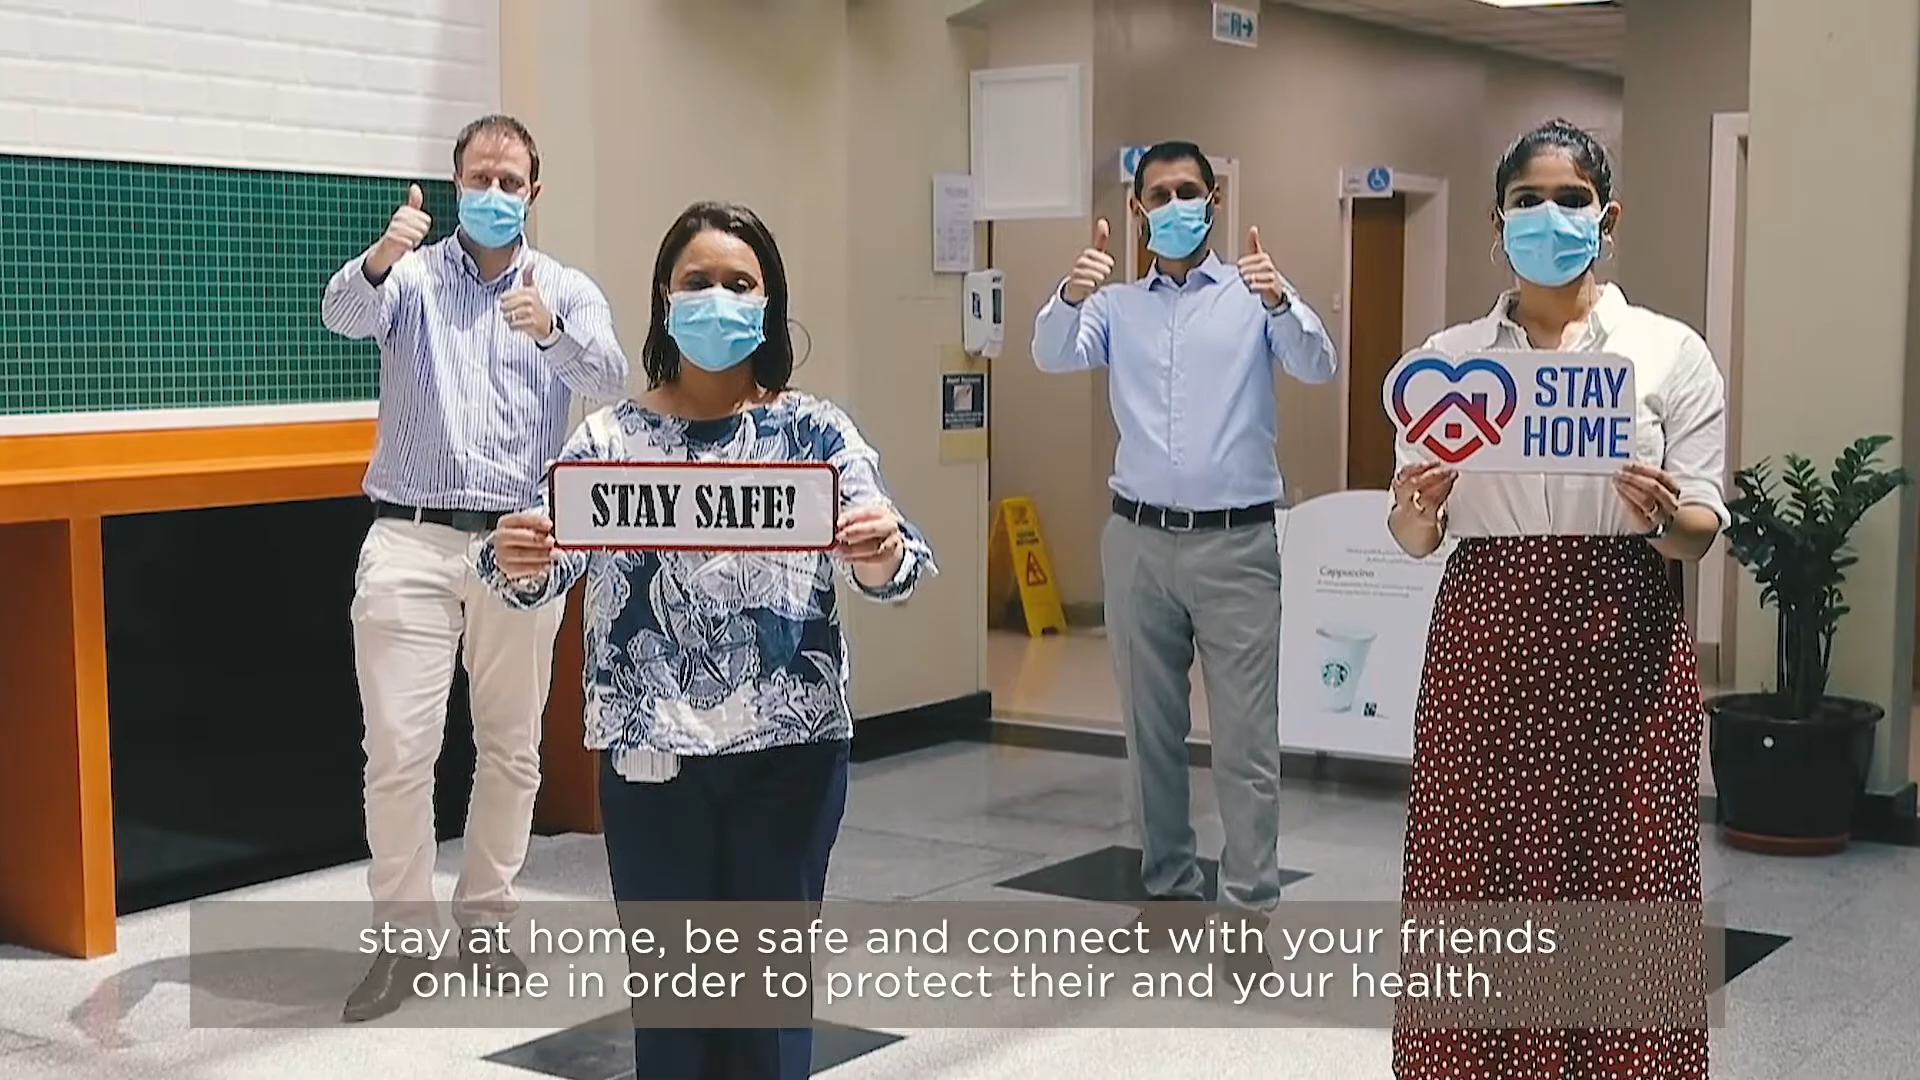 STAY SAFE!
STAY
HOME
Cappuccino
stay at home, be safe and connect with your friends
online in order to protect their and your health.